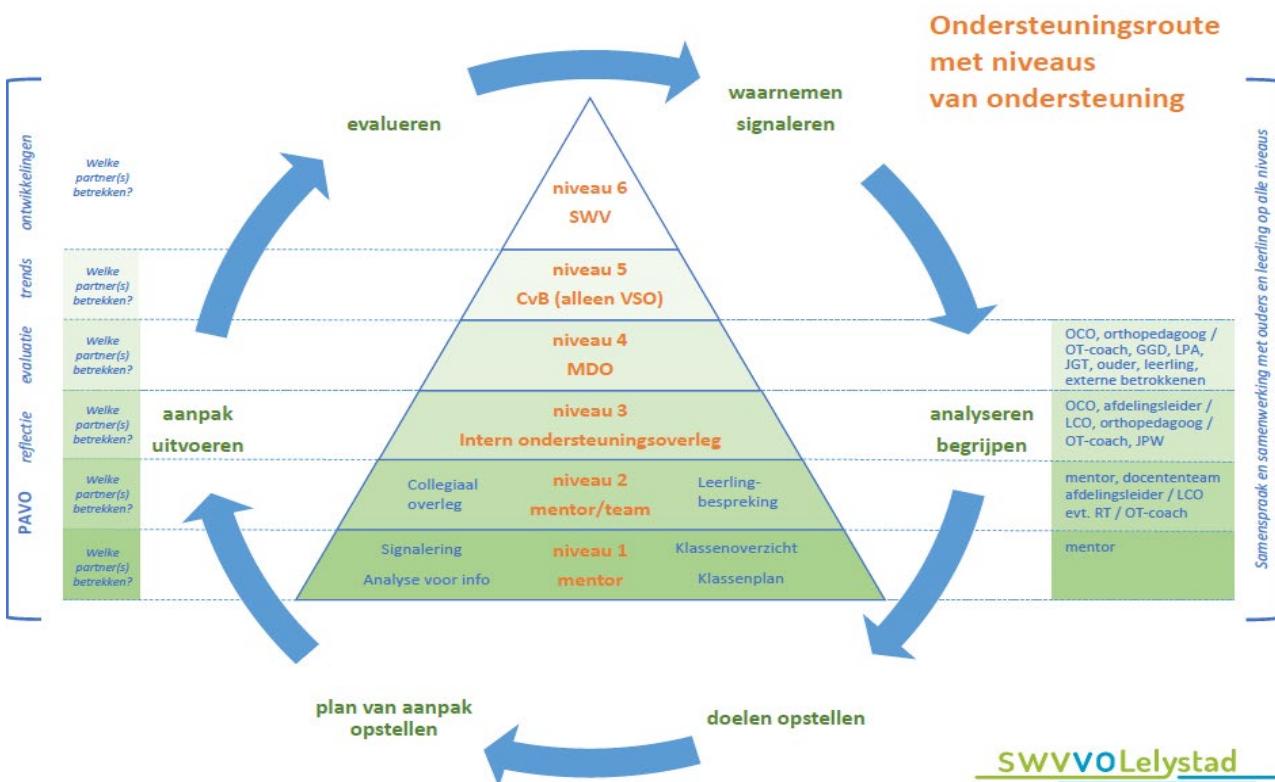 Ondersteuningsroute
met niveaus
van ondersteuning
waarnemen
signaleren
evalueren
analyseren
begrijpen
doelen opstellen
plan van aanpak
opstellen
aanpak
uitvoeren
niveau 6
SWV
niveau 5
CvB (alleen VSO)
niveau 4
MDO
niveau 3
Intern ondersteuningsoverleg
Collegiaal
overleg
niveau 2
mentor/team
Leerling-
bespreking
Signalering
Analyse voor info
niveau 1
mentor
Klassenoverzicht
Klassenplan
ontwikkelingen
trends
evaluatie
reflectie
PAVO
Welke
partner(s)
betrekken?
Welke
partner(s)
betrekken?
Welke
partner(s)
betrekken?
Welke
partner(s)
betrekken?
Welke
partner(s)
betrekken?
Welke
partner(s)
betrekken?
OCO, orthopedagoog /
OT-coach, GGD, LPA,
JGT, ouder, leerling,
externe betrokkenen
OCO, afdelingsleider /
LCO, orthopedagoog /
OT-coach, JPW
mentor, docententeam
afdelingsleider / LCO
evt. RT / OT-coach
mentor
Samenspraak en samenwerking met ouders en leerling op alle niveaus
SWVVOLelystad